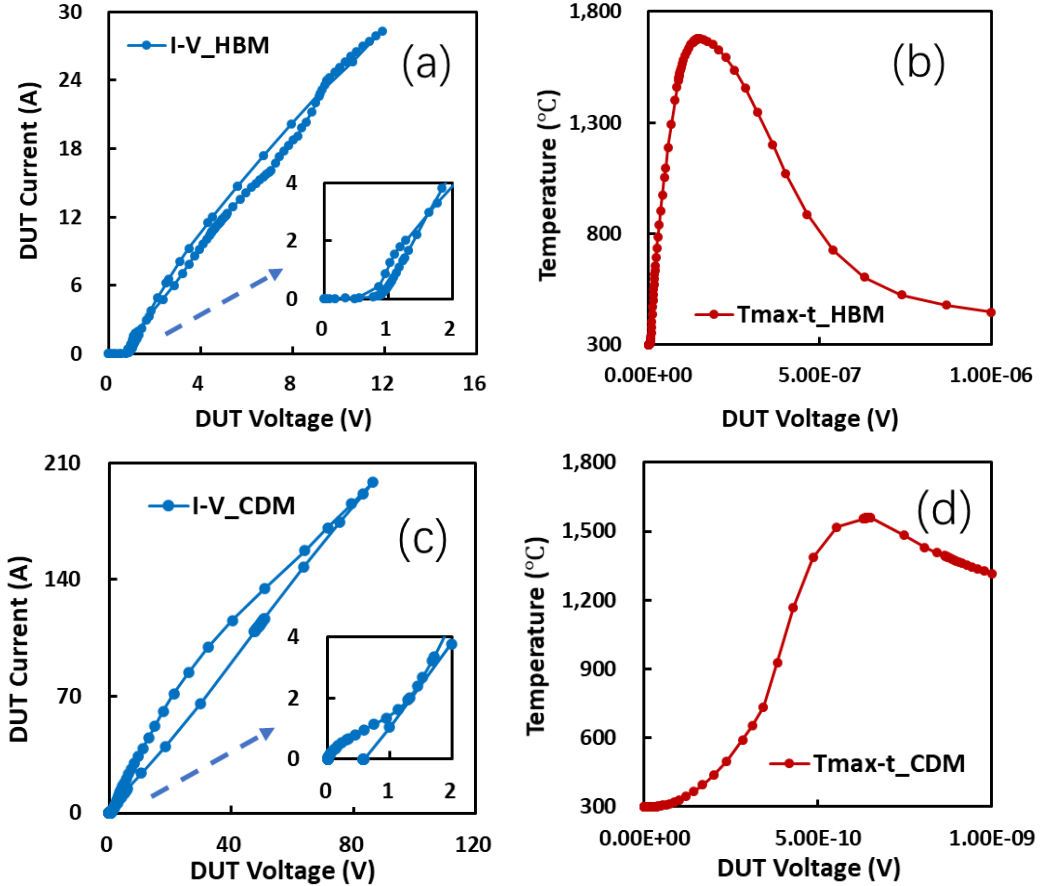 30
24
18
12
6
0
DUT Current (A)
I-V_HBM
(a)
4
2
0
0 1 2
0 4 8 12 16
DUT Voltage (V)
1,800
1,300
800
300
Temperature (℃)
(b)
Tmax-t_HBM
0.00E+00 5.00E-07 1.00E-06
DUT Voltage (V)
210
140
70
0
DUT Current (A)
I-V_CDM
(c)
4
2
0
0 1 2
0 40 80 120
DUT Voltage (V)
1,800
1,500
1,200
900
600
300
Temperature (℃)
(d)
Tmax-t_CDM
0.00E+00 5.00E-10 1.00E-09
DUT Voltage (V)